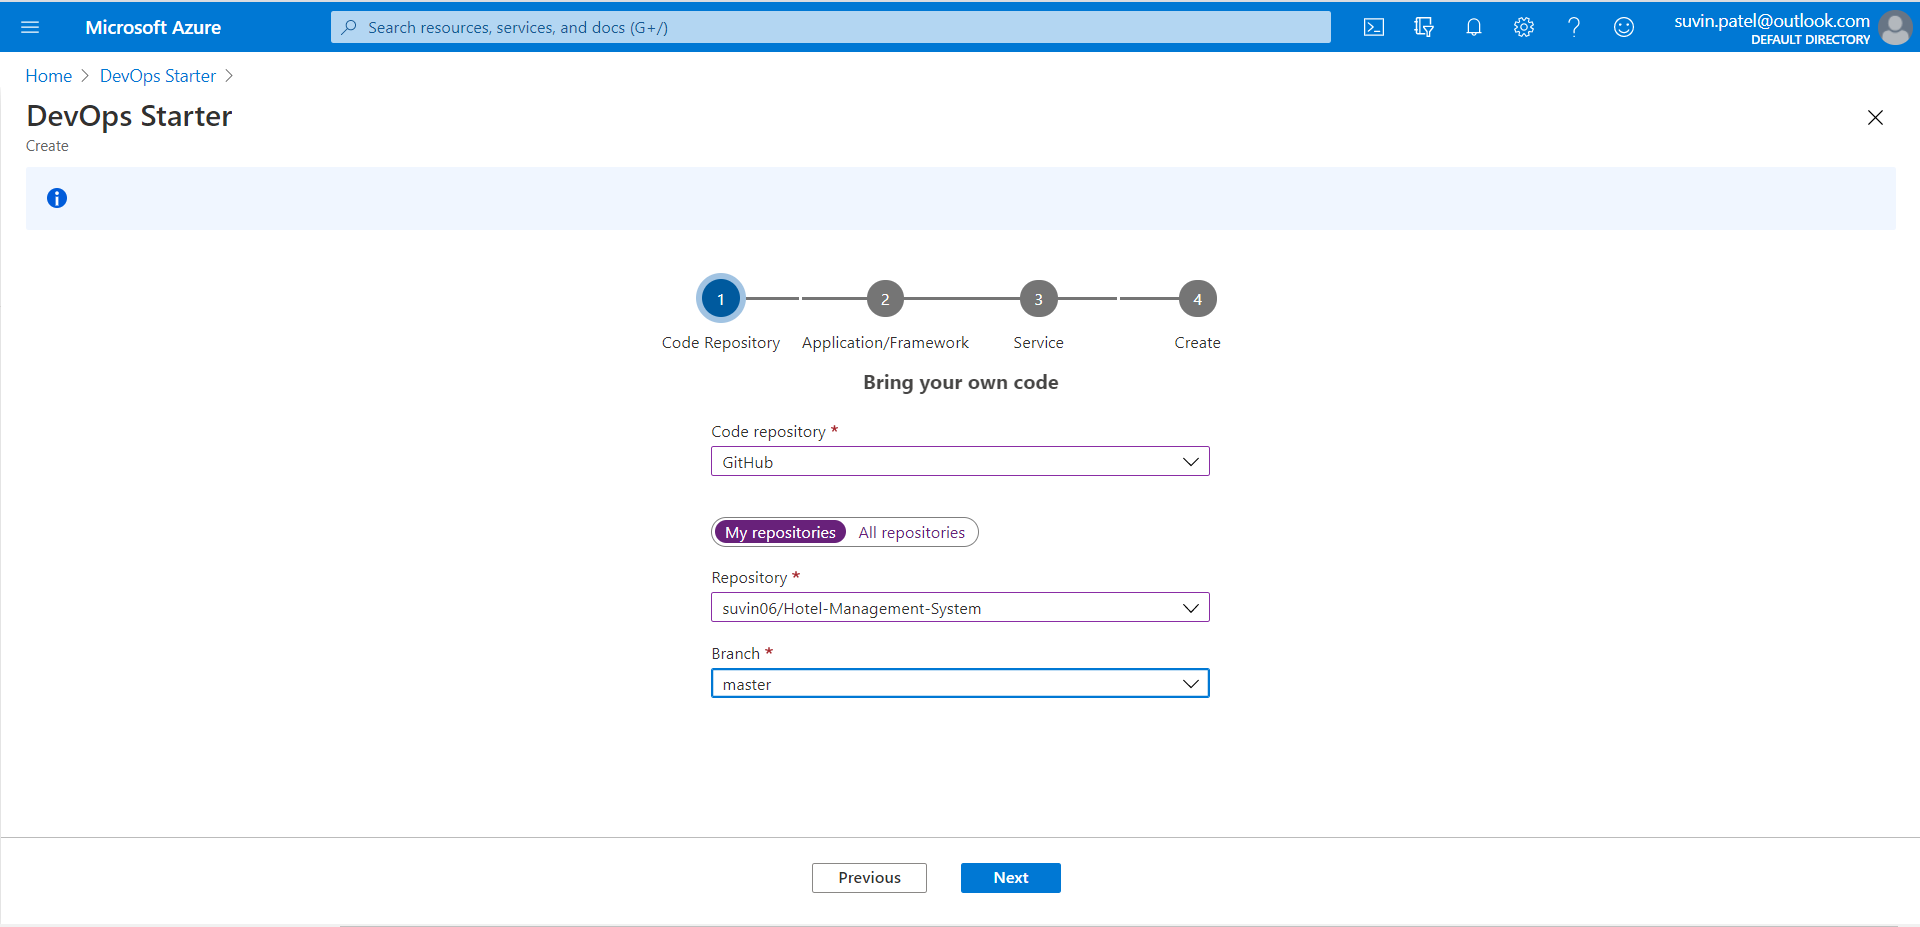 Microsoft Azure
Search resources, services, and docs (G+/)
suvin.patel@outlook.com
DEFAULT DIRECTORY
Home > DevOps Starter >
DevOps Starter
Create
1
2
3
4
Code Repository
Application/Framework
Service
Create
Bring your own code
Code repository *
GitHub
My repositories
All repositories
Repository *
suvin06/Hotel-Management-System
Branch *
master
Previous
Next